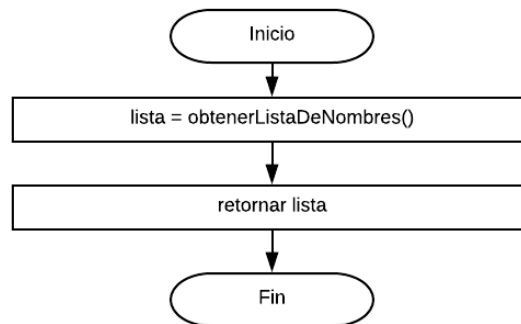 Inicio
lista = obtenerListaDeNombres()
retornar lista
Fin